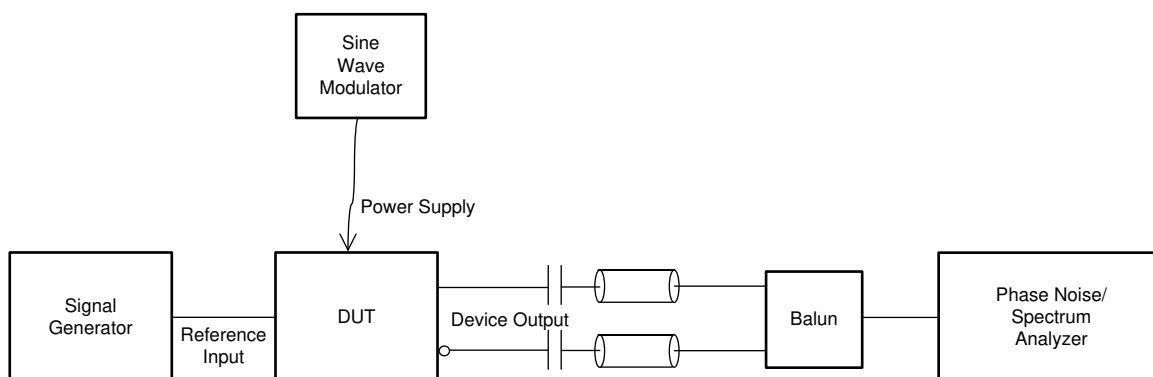 Sine
Wave
Modulator
Power Supply
Signal
Generator
Reference
Input
DUT
Device Output
Balun
Phase Noise/
Spectrum
Analyzer